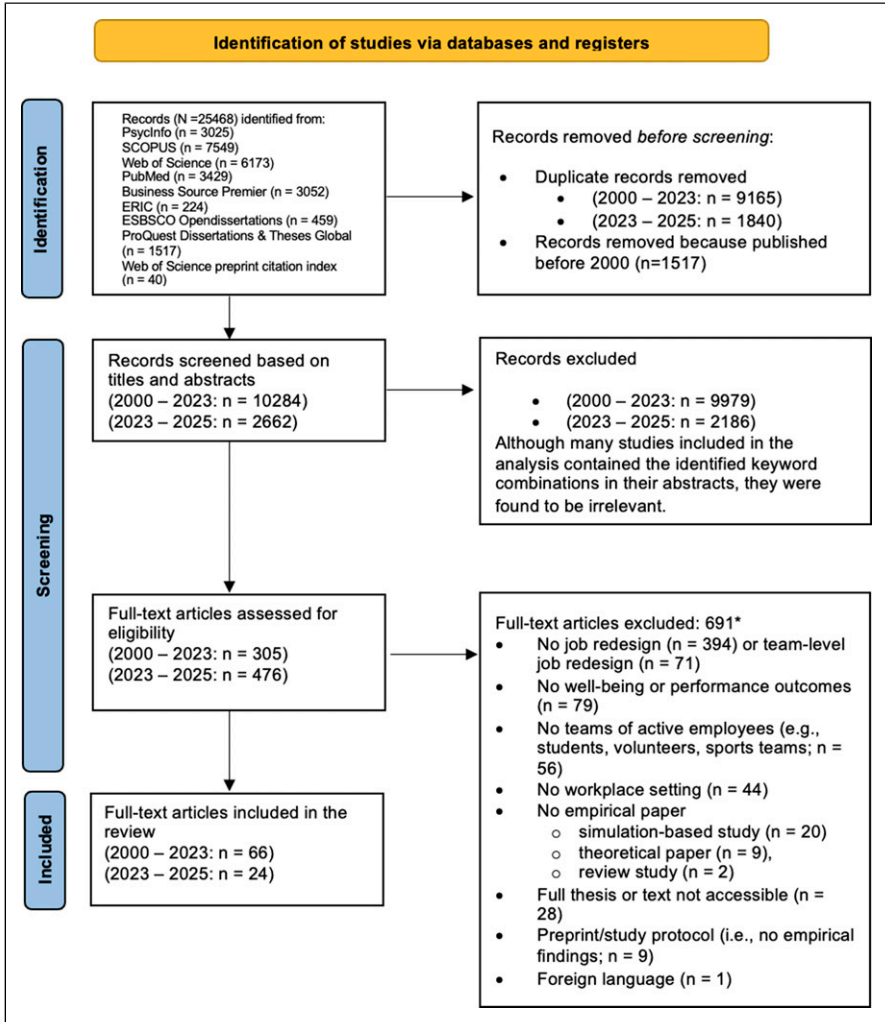 Identification of studies via databases and registers
Identification
Records (N =25468) identified from:
PsycInfo (n = 3025)
SCOPUS (n = 7549)
Web of Science (n = 6173)
PubMed (n = 3429)
Business Source Premier (n = 3052)
ERIC (n = 224)
ESBSCO Opendissertations (n = 459)
ProQuest Dissertations & Theses Global
(n = 1517)
Web of Science preprint citation index
(n = 40)
Records removed before screening:
• Duplicate records removed
• (2000 – 2023: n = 9165)
• (2023 – 2025: n = 1840)
• Records removed because published
before 2000 (n=1517)
Screening
Records screened based on
titles and abstracts
(2000 – 2023: n = 10284)
(2023 – 2025: n = 2662)
Records excluded
• (2000 – 2023: n = 9979)
• (2023 – 2025: n = 2186)
Although many studies included in the
analysis contained the identified keyword
combinations in their abstracts, they were
found to be irrelevant.
Full-text articles assessed for
eligibility
(2000 – 2023: n = 305)
(2023 – 2025: n = 476)
Full-text articles excluded: 691*
• No job redesign (n = 394) or team-level
job redesign (n = 71)
• No well-being or performance outcomes
(n = 79)
• No teams of active employees (e.g.,
students, volunteers, sports teams; n =
56)
• No workplace setting (n = 44)
• No empirical paper
○ simulation-based study (n = 20)
○ theoretical paper (n = 9),
○ review study (n = 2)
• Full thesis or text not accessible (n =
28)
• Preprint/study protocol (i.e., no empirical
findings; n = 9)
• Foreign language (n = 1)
Included
Full-text articles included in the
review
(2000 – 2023: n = 66)
(2023 – 2025: n = 24)